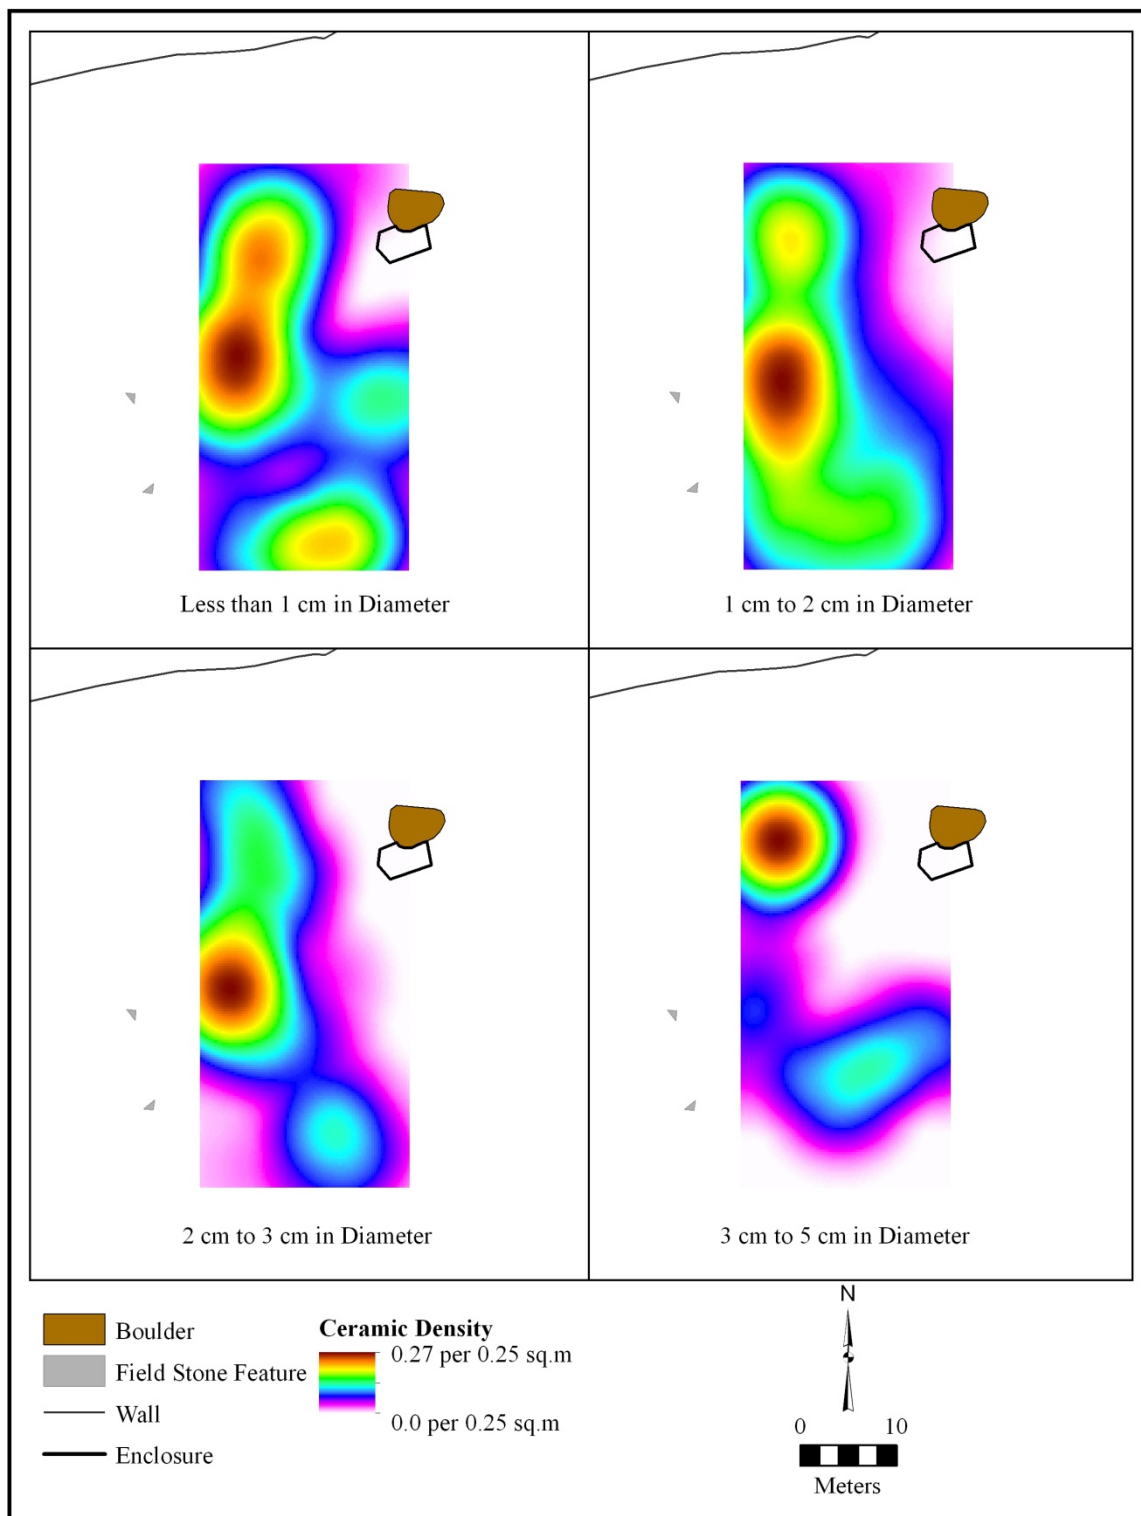 Less than 1 cm in Diameter
1 cm to 2 cm in Diameter
2 cm to 3 cm in Diameter
3 cm to 5 cm in Diameter
Boulder
Field Stone Feature
Wall
Enclosure
Ceramic Density
0.27 per 0.25 sq.m
0.0 per 0.25 sq.m
N
0 10
Meters